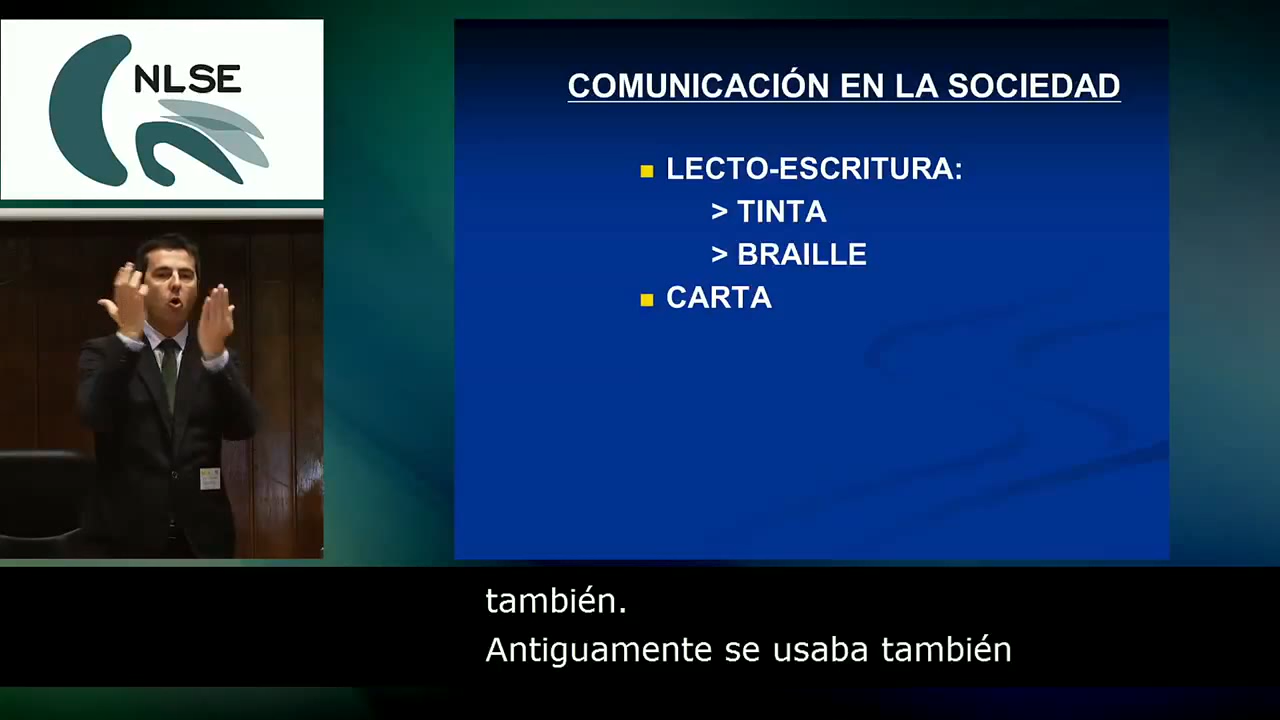 NLSE
COMUNICACIÓN EN LA SOCIEDAD
LECTO-ESCRITURA:
> TINTA
> BRAILLE
CARTA
también.
Antiguamente se usaba también